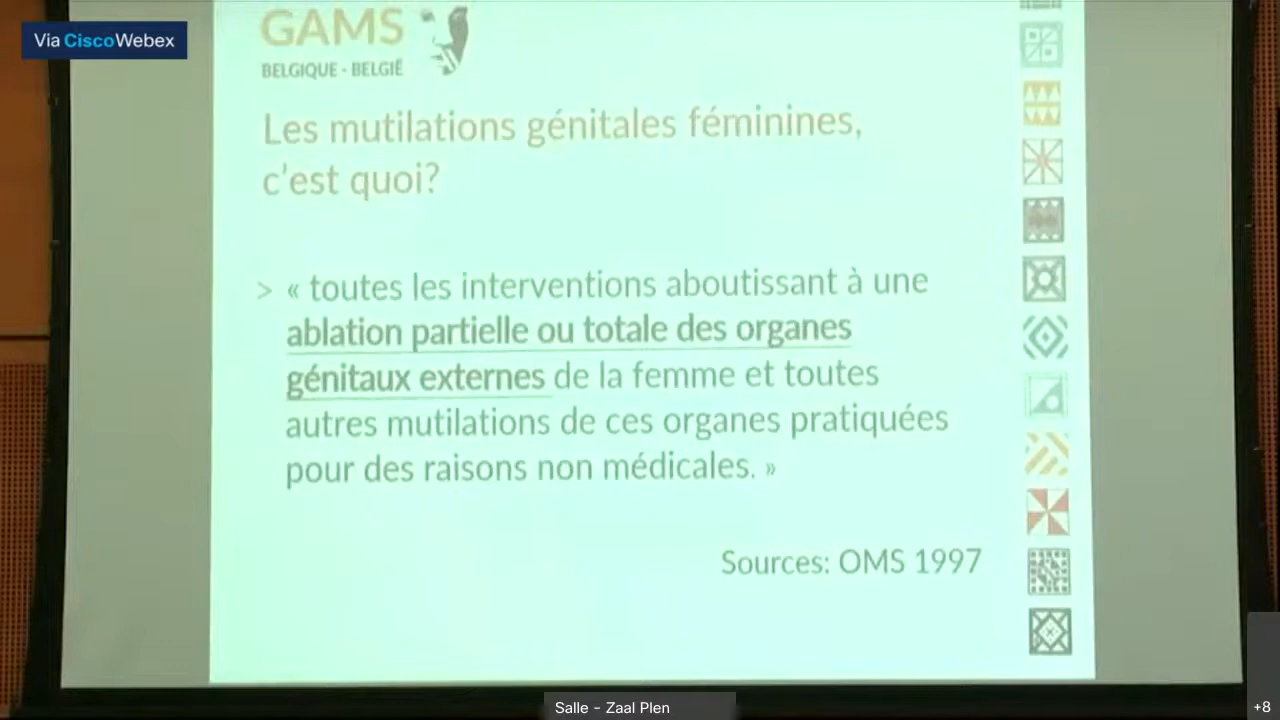 Via CiscoWebex
GAMS
BELGIQUE - BELGIË
Les mutilations génitales féminines,
c'est quoi?
> « toutes les interventions aboutissant à une
ablation partielle ou totale des organes
génitaux externes de la femme et toutes
autres mutilations de ces organes pratiquées
pour des raisons non médicales. »
Sources: OMS 1997
Salle - Zaal Plen
+8